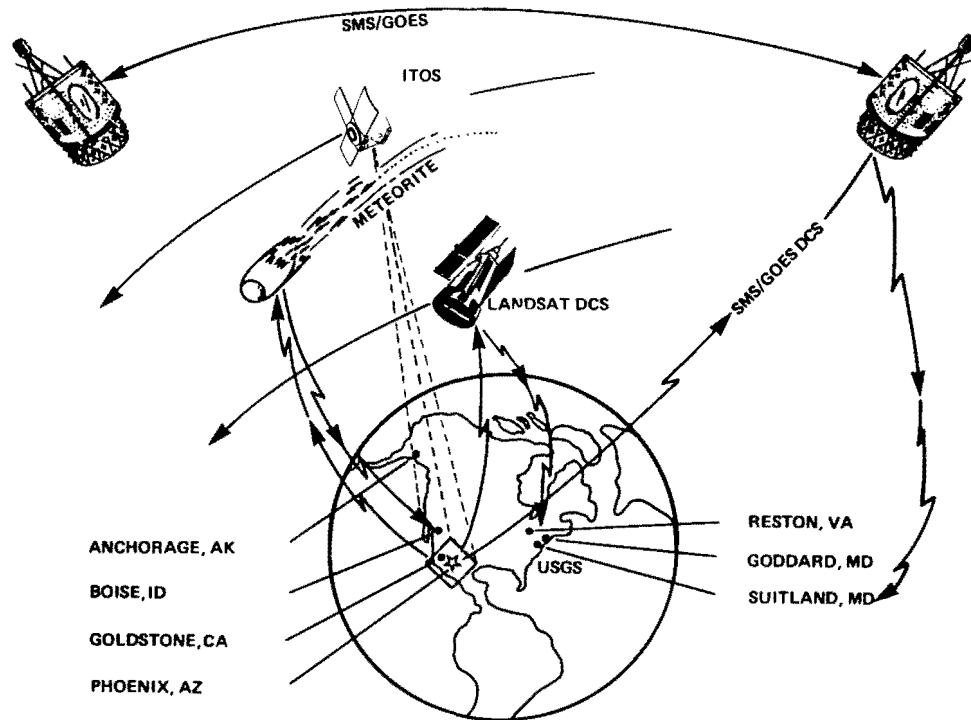 SMS/GOES
ITOS
METEORITE
LANDSAT DCS
SMS/GOES DCS
ANCHORAGE, AK
BOISE, ID
GOLDSTONE, CA
PHOENIX, AZ
USGS
RESTON, VA
GODDARD, MD
SUITLAND, MD